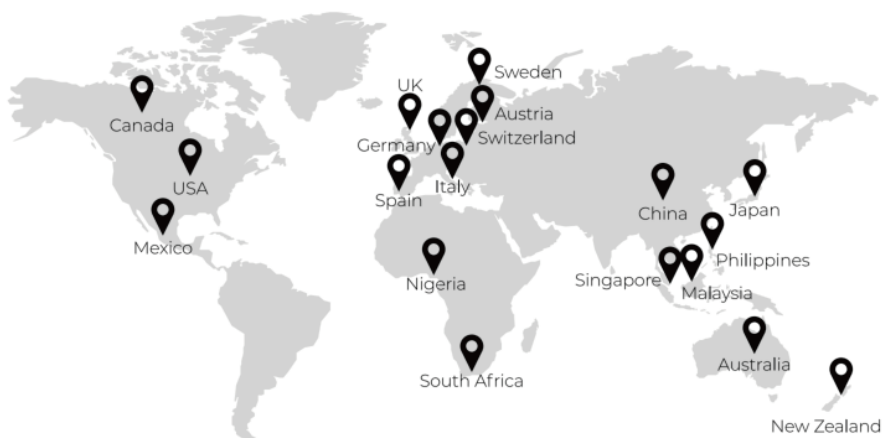 Sweden
UK
Austria
Canada
Switzerland
Germany
USA
Italy
Spain
China
Japan
Mexico
Philippines
Nigeria
Singapore
Malaysia
Australia
South Africa
New Zealand